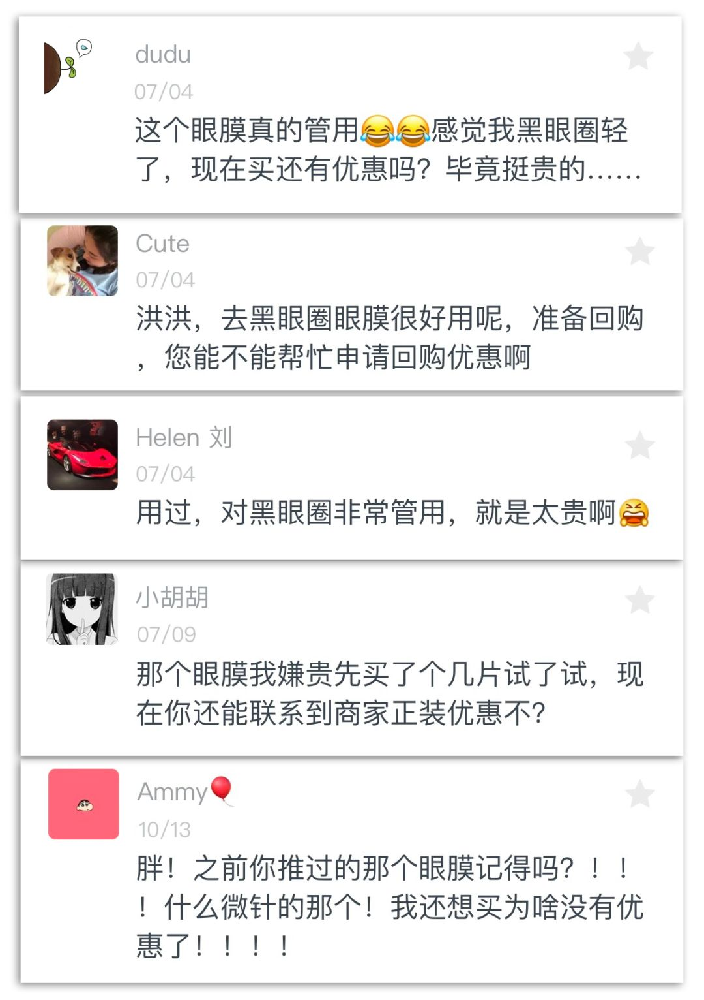 dudu
07/04
这个眼膜真的管用😂😂感觉我黑眼圈轻
了，现在买还有优惠吗？毕竟挺贵的……
Cute
07/04
洪洪，去黑眼圈眼膜很好用呢，准备回购
，您能不能帮忙申请回购优惠啊
Helen 刘
07/04
用过，对黑眼圈非常管用，就是太贵啊😫
小胡胡
07/09
那个眼膜我嫌贵先买了个几片试了试，现
在你还能联系到商家正装优惠不？
Ammy🎈
10/13
胖！之前你推过的那个眼膜记得吗？！！
！什么微针的那个！我还想买为啥没有优
惠了！！！！